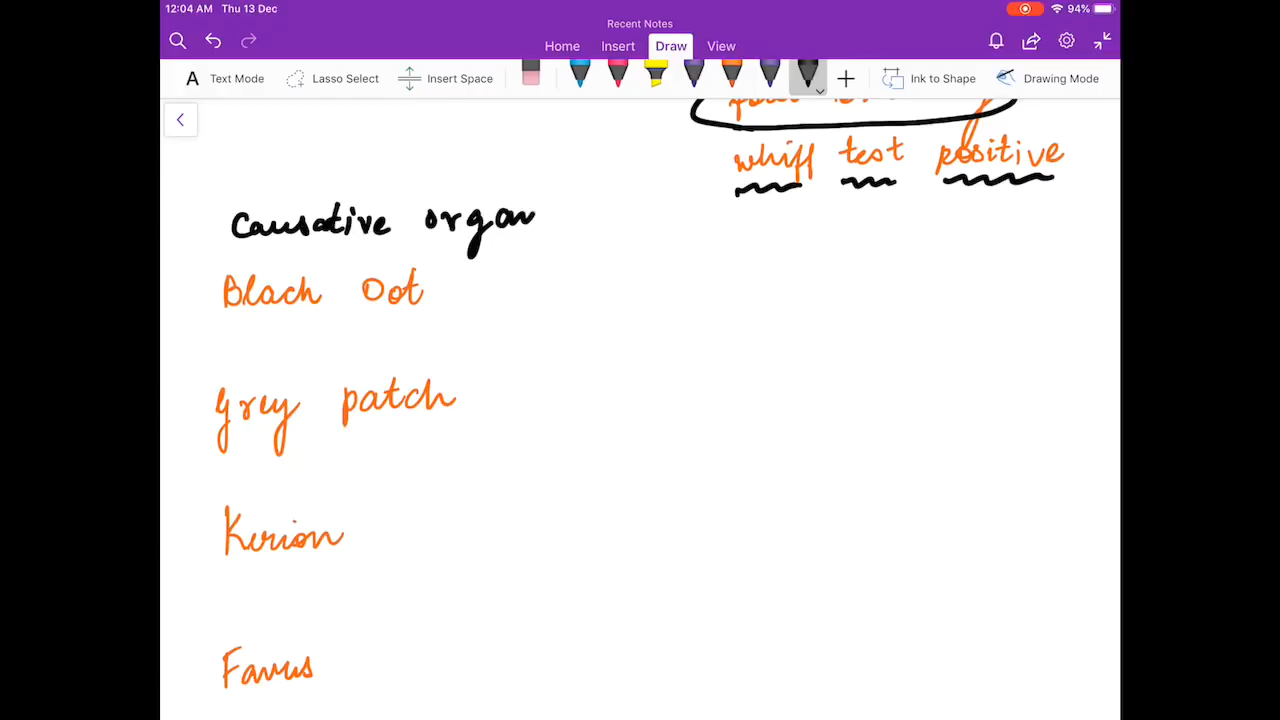 12:04 AM Thu 13 Dec
94%
Recent Notes
Home Insert Draw View
A Text Mode Lasso Select Insert Space + Ink to Shape Drawing Mode
whiff test positive
Causative organ
Black Dot
Grey patch
Kerion
Favus